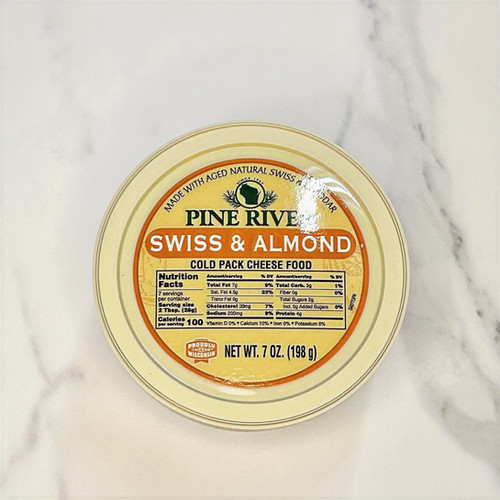 MADE WITH AGED NATURAL SWISS & CHEDDAR
PINE RIVER
SWISS & ALMOND
COLD PACK CHEESE FOOD
Nutrition Facts
7 servings per container
Serving size
2 Tbsp. (28g)
Calories per serving 100
Amount/serving % DV
Total Fat 7g 9%
Sat. Fat 4.5g 23%
Trans Fat 0g
Cholesterol 20mg 7%
Sodium 200mg 9%
Amount/serving % DV
Total Carb. 3g 1%
Fiber 0g 0%
Total Sugars 2g
Incl. 0g Added Sugars 0%
Protein 4g
Vitamin D 0% • Calcium 10% • Iron 0% • Potassium 0%
PROUDLY
WISCONSIN
NET WT. 7 OZ. (198 g)